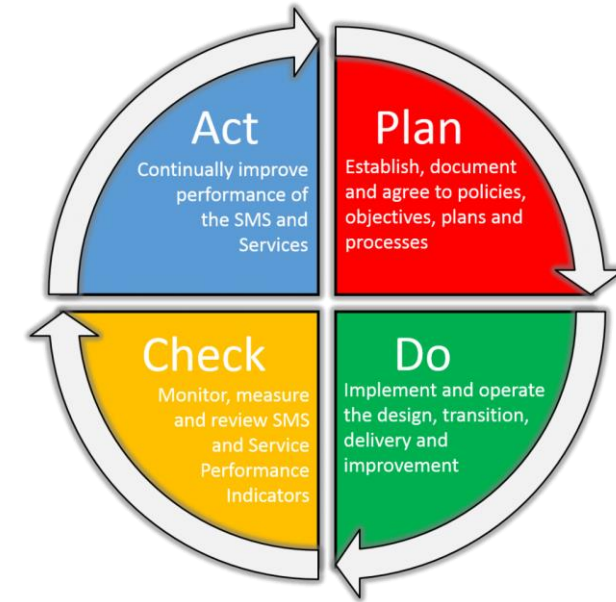 Act
Continually improve
performance of
the SMS and
Services
Plan
Establish, document
and agree to policies,
objectives, plans and
processes
Check
Monitor, measure
and review SMS
and Service
Performance
Indicators
Do
Implement and operate
the design, transition,
delivery and
improvement